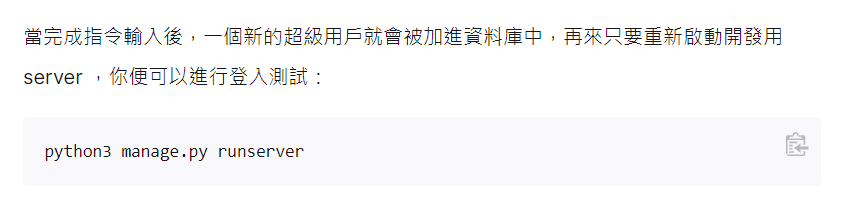 當完成指令輸入後，一個新的超級用戶就會被加進資料庫中，再來只要重新啟動開發用
server ，你便可以進行登入測試：
python3 manage.py runserver